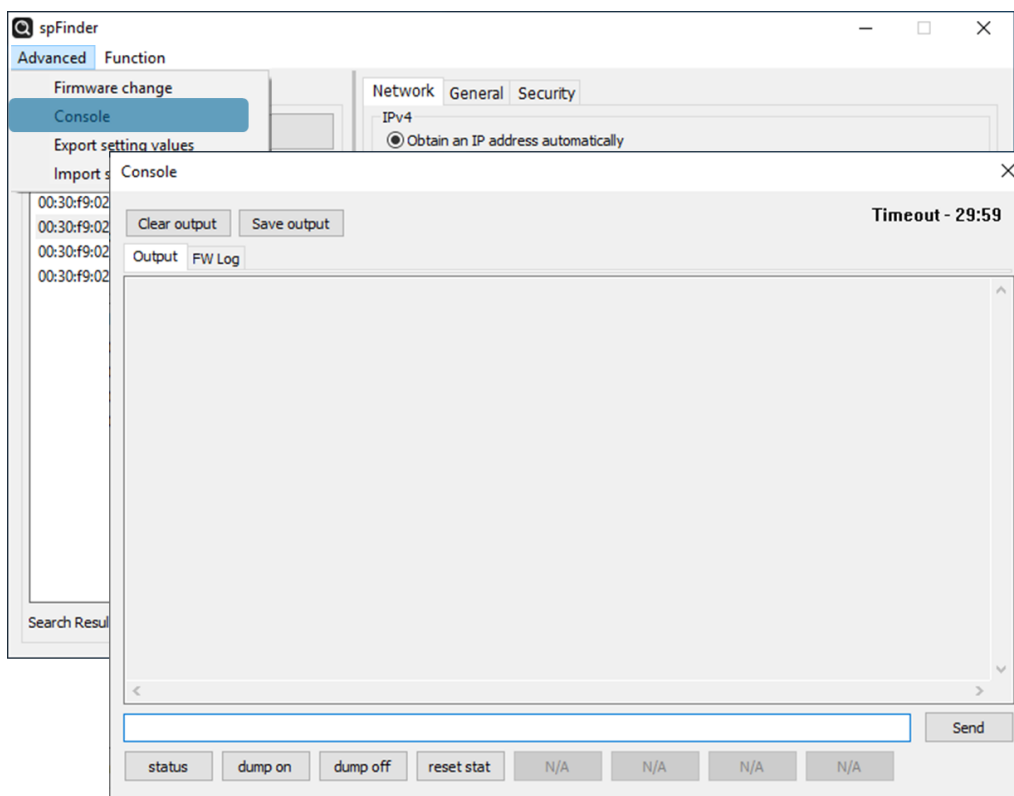 spFinder
Advanced Function
Firmware change
Console
Export setting values
Import s
Network General Security
IPv4
Obtain an IP address automatically
00:30:f9:02
00:30:f9:02
00:30:f9:02
00:30:f9:02
Search Resul
Console
Clear output Save output
Timeout - 29:59
Output FW Log
Send
status dump on dump off reset stat N/A N/A N/A N/A